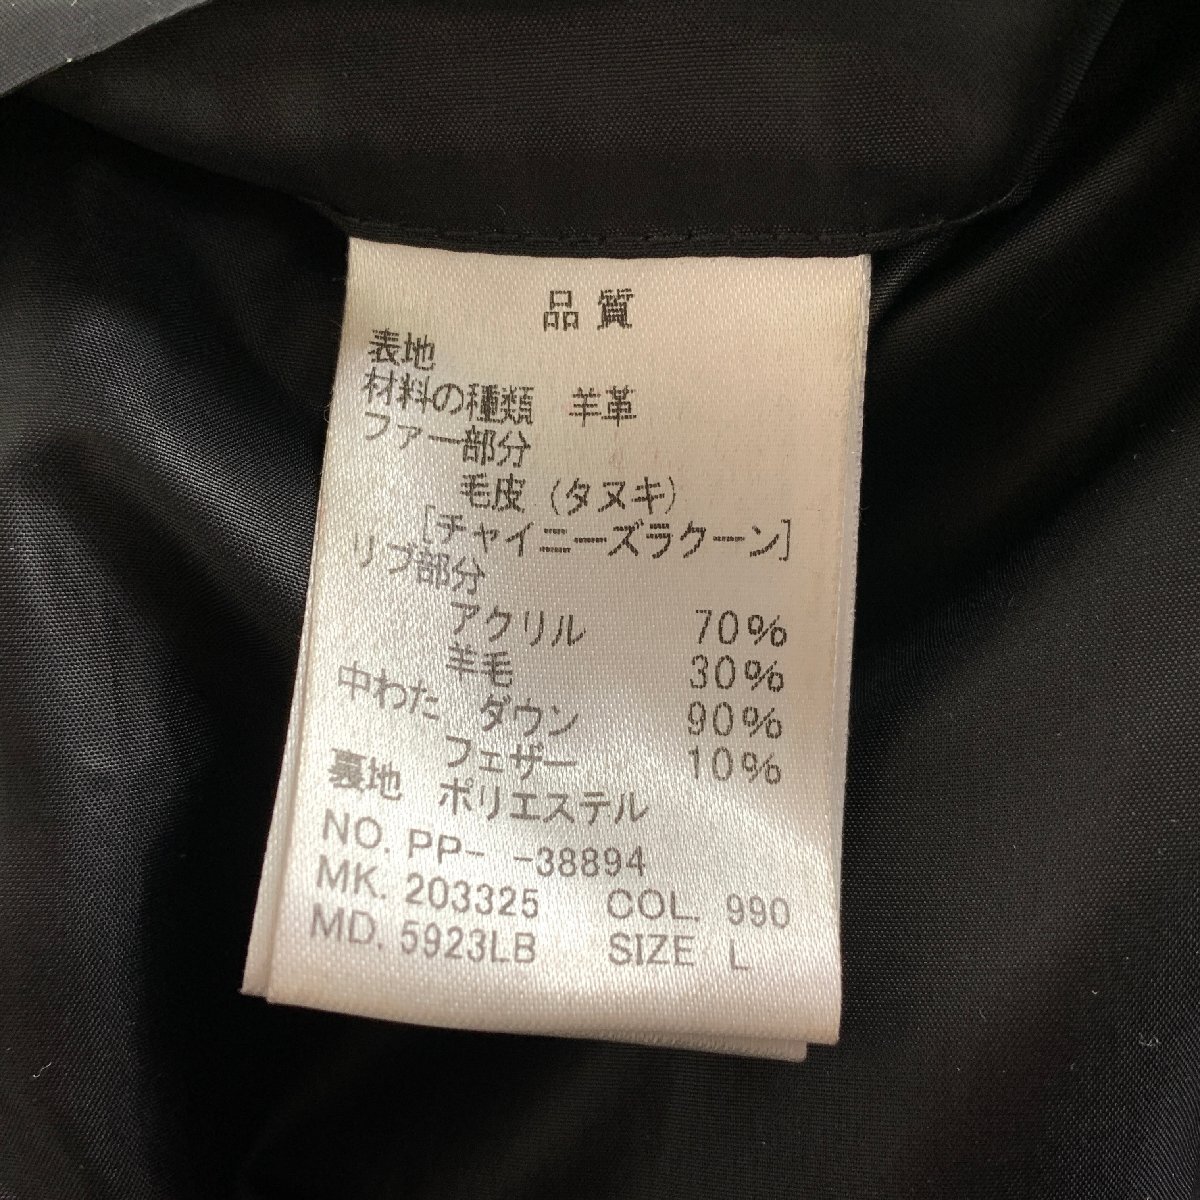 品質
表地
材料の種類 羊革
ファー部分
毛皮 (タヌキ)
[チャイニーズラクーン]
リブ部分
アクリル 70%
羊毛 30%
中わた ダウン 90%
フェザー 10%
裏地 ポリエステル
NO. PP- -38894
MK. 203325 COL. 990
MD. 5923LB SIZE L